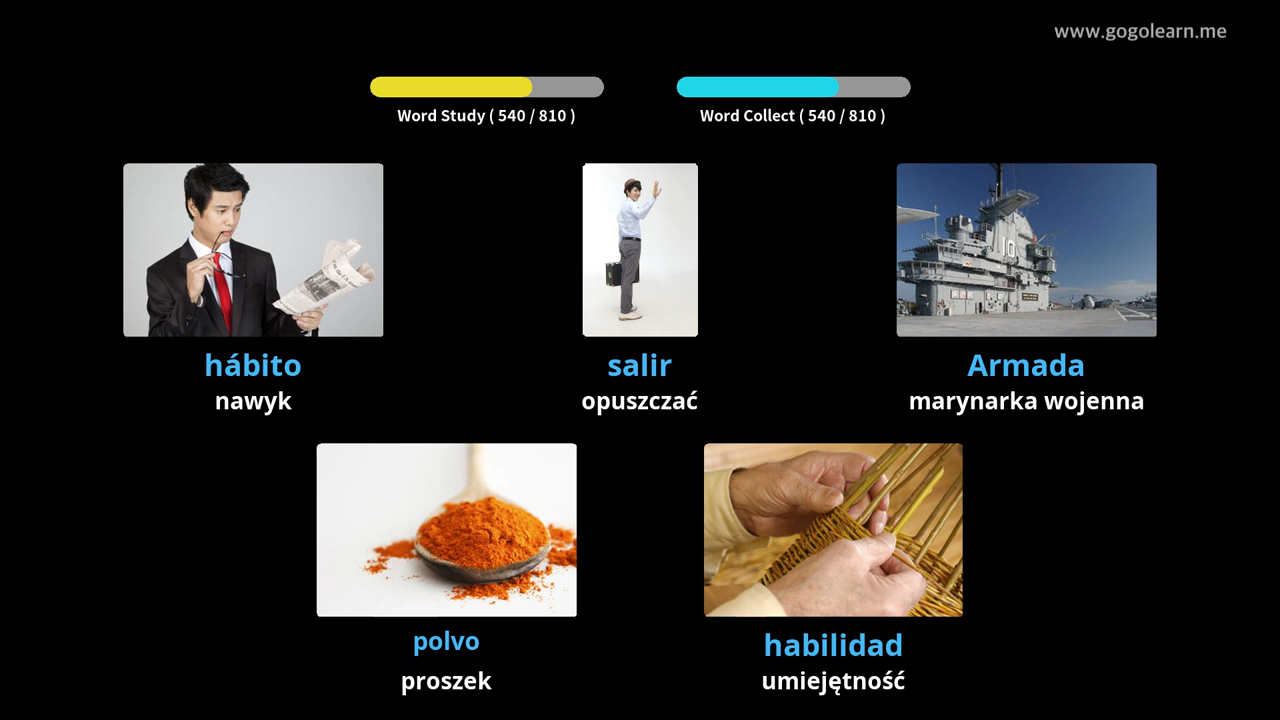 www.gogolearn.me
Word Study ( 540 / 810 )
Word Collect ( 540 / 810 )
hábito
nawyk
salir
opuszczać
Armada
marynarka wojenna
polvo
proszek
habilidad
umiejętność
16